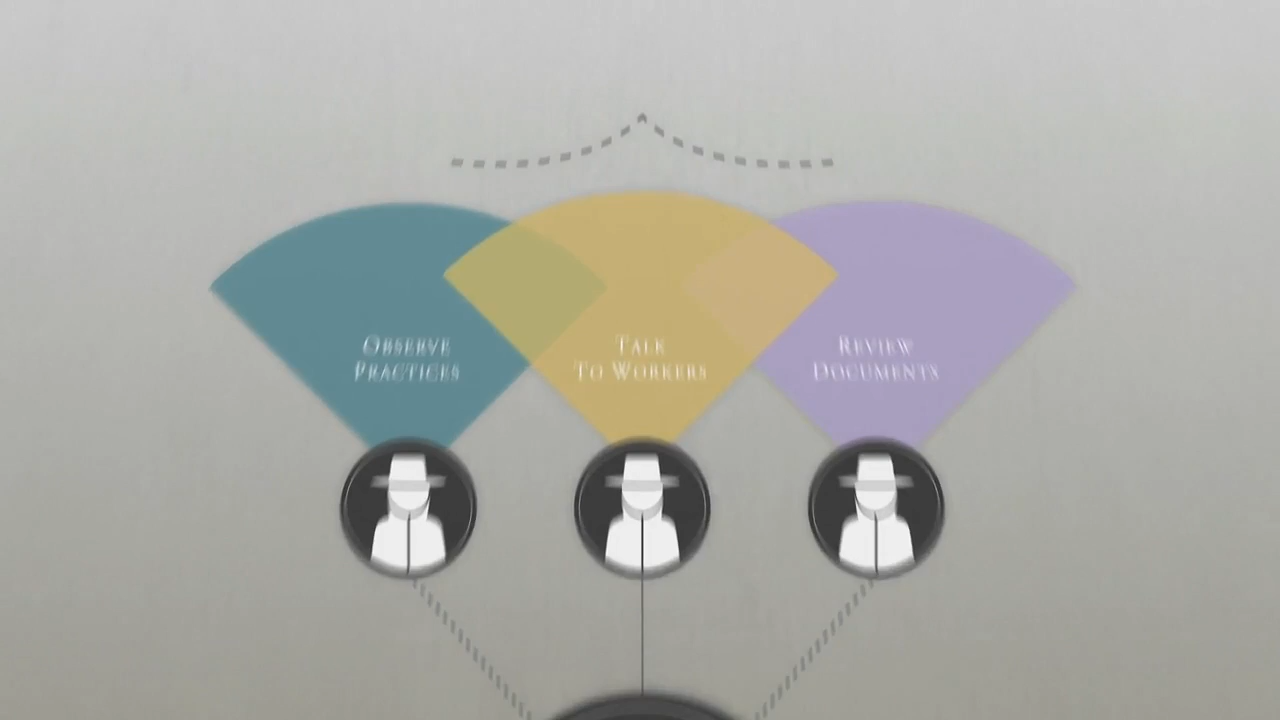 OBSERVE
PRACTICES
TALK
TO WORKERS
REVIEW
DOCUMENTS